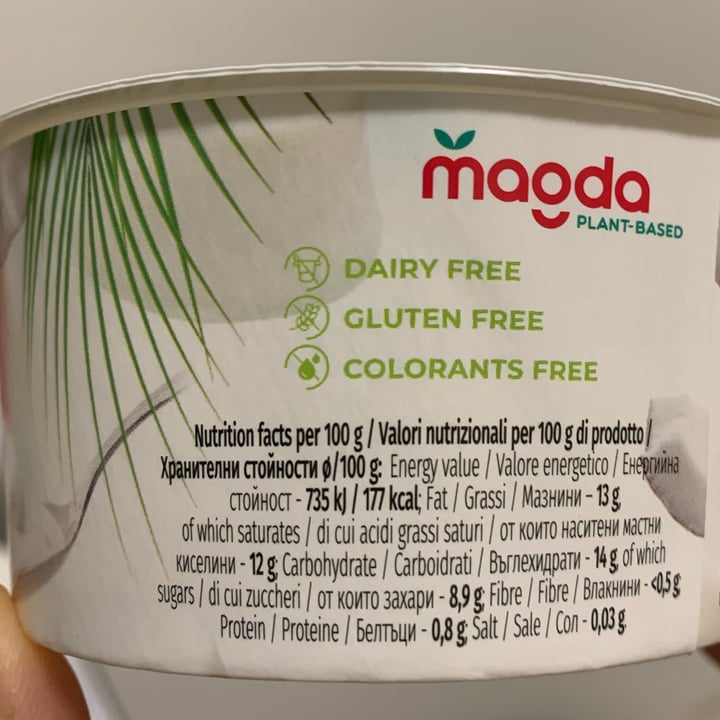 magda
PLANT-BASED
DAIRY FREE
GLUTEN FREE
COLORANTS FREE
Nutrition facts per 100 g / Valori nutrizionali per 100 g di prodotto /
Хранителни стойности ø/100 g: Energy value / Valore energetico / Енергийна
стойност - 735 kJ / 177 kcal; Fat / Grassi / Мазнини - 13 g,
of which saturates / di cui acidi grassi saturi / от които наситени мастни
киселини - 12 g; Carbohydrate / Carboidrati / Въглехидрати - 14 g, of which
sugars / di cui zuccheri / от които захари - 8,9 g; Fibre / Fibre / Влакнини - <0,5 g;
Protein / Proteine / Белтъци - 0,8 g; Salt / Sale / Сол - 0,03 g.